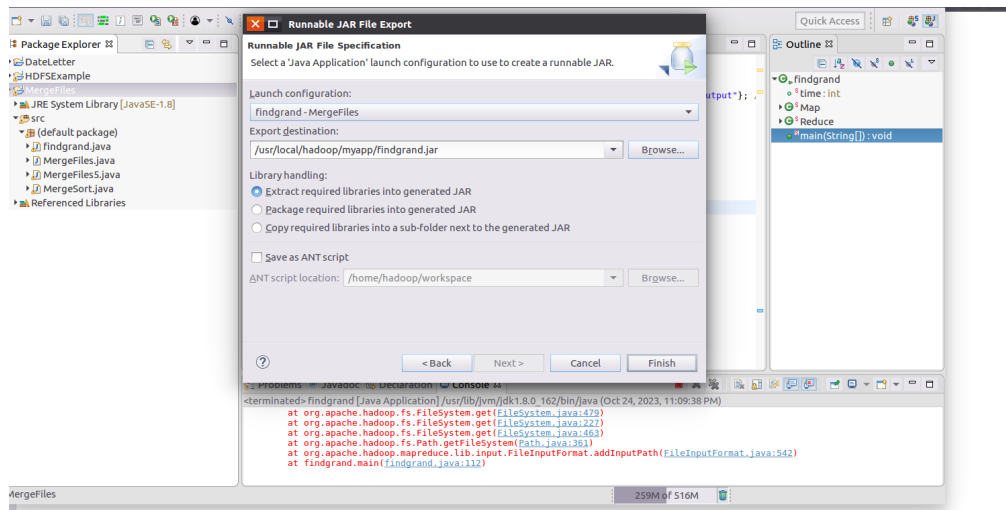 Quick Access
Package Explorer
DateLetter
HDFSExample
MergeFiles
JRE System Library [JavaSE-1.8]
src
(default package)
findgrand.java
MergeFiles.java
MergeFiles5.java
MergeSort.java
Referenced Libraries
Runnable JAR File Export
Runnable JAR File Specification
Select a 'Java Application' launch configuration to use to create a runnable JAR.
Launch configuration:
findgrand - MergeFiles
Export destination:
/usr/local/hadoop/myapp/findgrand.jar
Browse...
Library handling:
Extract required libraries into generated JAR
Package required libraries into generated JAR
Copy required libraries into a sub-folder next to the generated JAR
Save as ANT script
ANT script location: /home/hadoop/workspace
Browse...
< Back
Next >
Cancel
Finish
utput"};
Outline
findgrand
time : int
Map
Reduce
main(String[]) : void
Problems Javadoc Declaration Console
<terminated> findgrand [Java Application] /usr/lib/jvm/jdk1.8.0_162/bin/java (Oct 24, 2023, 11:09:38 PM)
at org.apache.hadoop.fs.FileSystem.get(FileSystem.java:479)
at org.apache.hadoop.fs.FileSystem.get(FileSystem.java:227)
at org.apache.hadoop.fs.FileSystem.get(FileSystem.java:463)
at org.apache.hadoop.fs.Path.getFileSystem(Path.java:361)
at org.apache.hadoop.mapreduce.lib.input.FileInputFormat.addInputPath(FileInputFormat.java:542)
at findgrand.main(findgrand.java:112)
MergeFiles
259M of 516M